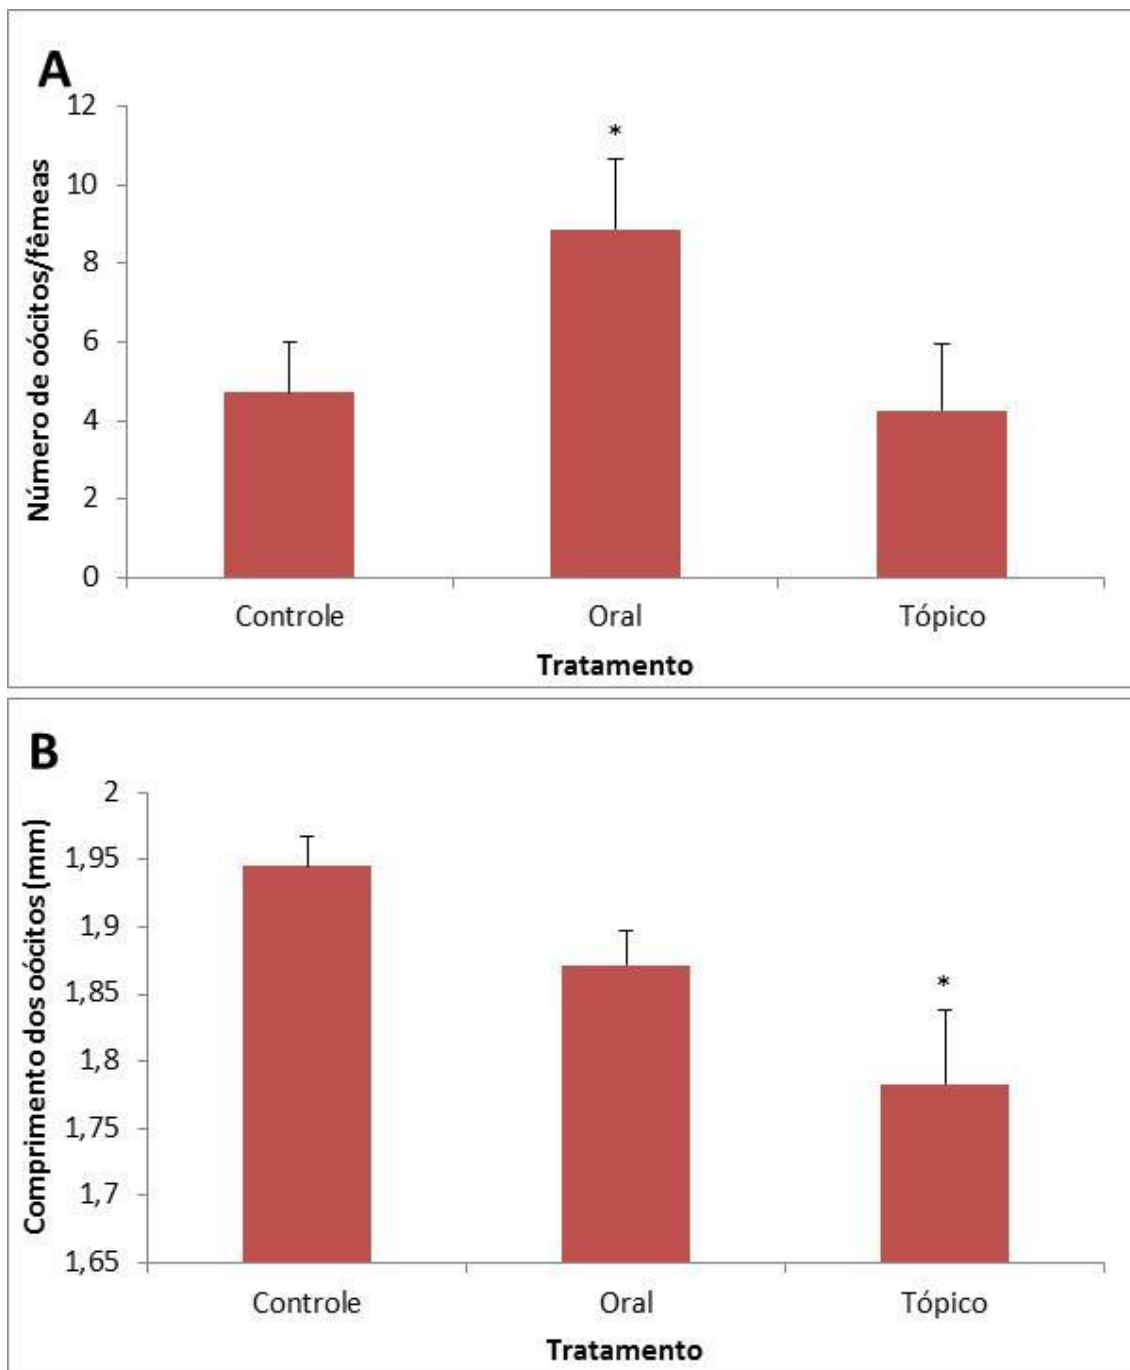 A
Número de oócitos/fêmeas
12
10
8
6
4
2
0
*
Controle Oral Tópico
Tratamento
B
Comprimento dos oócitos (mm)
2
1,95
1,9
1,85
1,8
1,75
1,7
1,65
*
Controle Oral Tópico
Tratamento